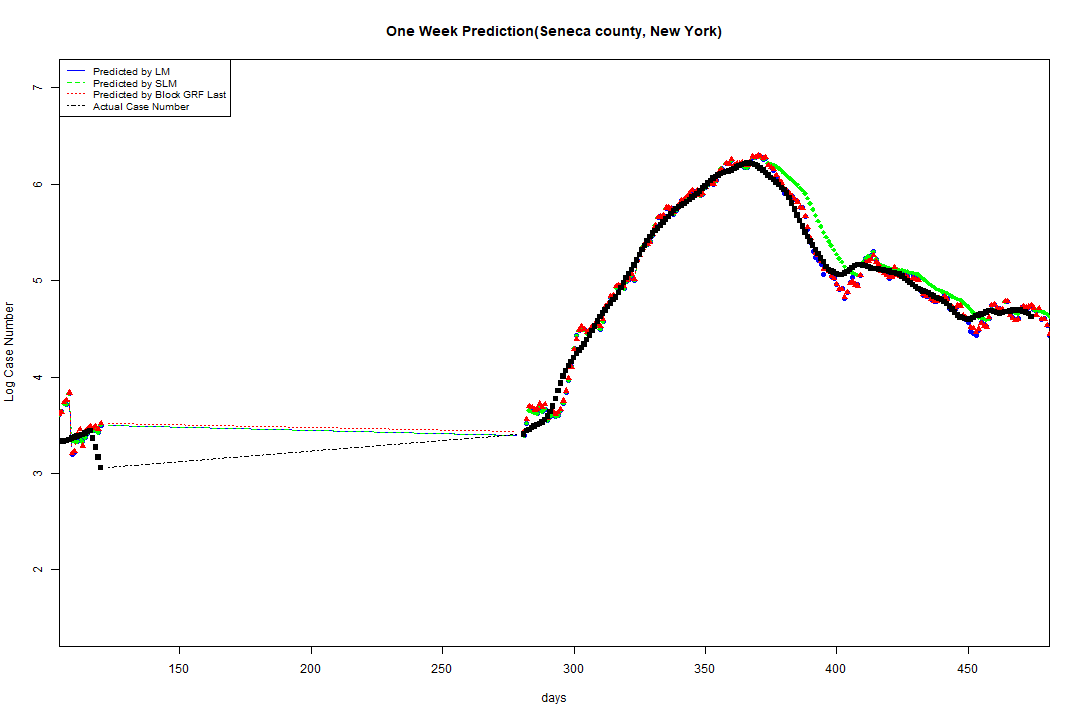 One Week Prediction(Seneca county, New York)
Predicted by LM
Predicted by SLM
Predicted by Block GRF Last
Actual Case Number
7
6
5
4
3
2
Log Case Number
150 200 250 300 350 400 450
days